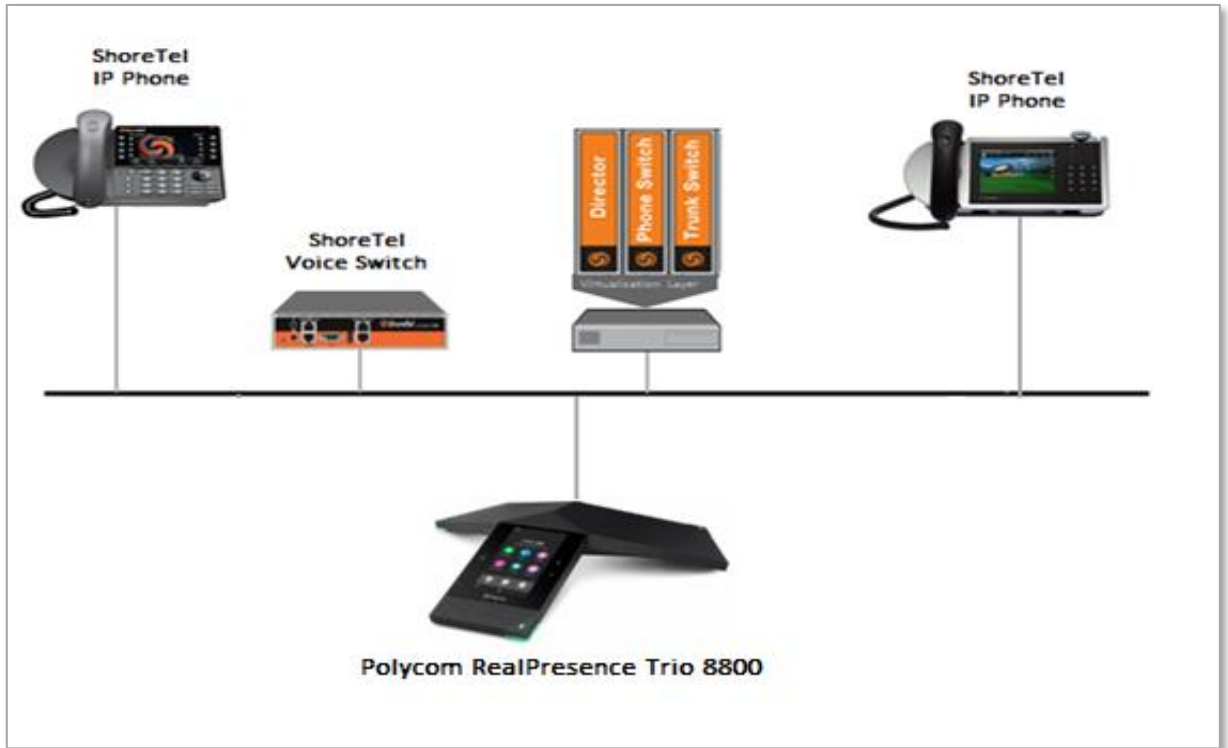 ShoreTel
IP Phone
ShoreTel
IP Phone
Director
Phone Switch
Trunk Switch
ShoreTel
Voice Switch
Virtualization Layer
Polycom RealPresence Trio 8800